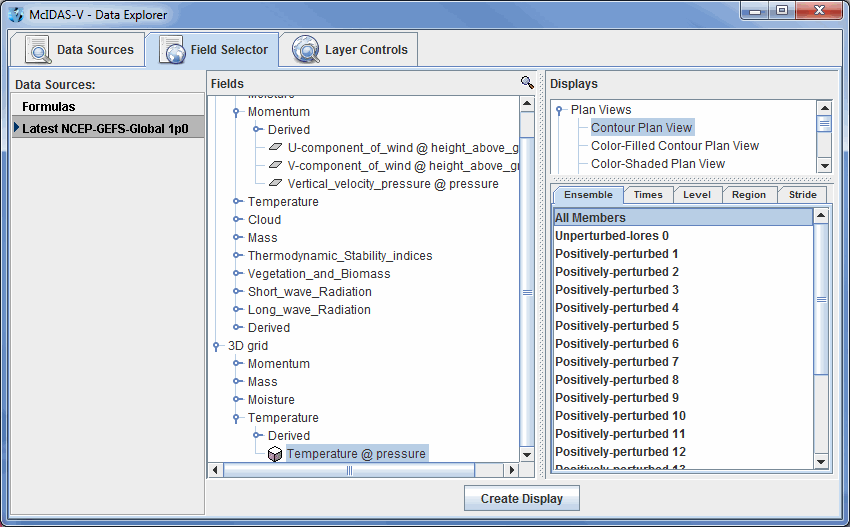 McIDAS-V - Data Explorer
Data Sources
Field Selector
Layer Controls
Data Sources:
Formulas
Latest NCEP-GEFS-Global 1p0
Fields
Moisture
Momentum
Derived
U-component_of_wind @ height_above_g
V-component_of_wind @ height_above_g
Vertical_velocity_pressure @ pressure
Temperature
Cloud
Mass
Thermodynamic_Stability_indices
Vegetation_and_Biomass
Short_wave_Radiation
Long_wave_Radiation
Derived
3D grid
Momentum
Mass
Moisture
Temperature
Derived
Temperature @ pressure
Displays
Plan Views
Contour Plan View
Color-Filled Contour Plan View
Color-Shaded Plan View
Ensemble
Times
Level
Region
Stride
All Members
Unperturbed-lores 0
Positively-perturbed 1
Positively-perturbed 2
Positively-perturbed 3
Positively-perturbed 4
Positively-perturbed 5
Positively-perturbed 6
Positively-perturbed 7
Positively-perturbed 8
Positively-perturbed 9
Positively-perturbed 10
Positively-perturbed 11
Positively-perturbed 12
Positively-perturbed 13
Create Display